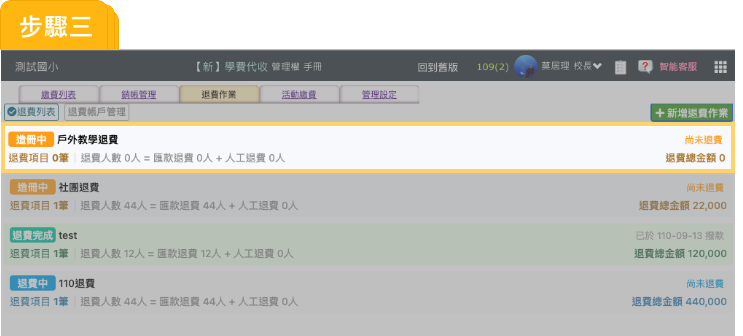 步驟三
測試國小 【新】學費代收 管理權 手冊 回到舊版 109(2) 莫居理 校長 智能客服
繳費列表 銷帳管理 退費作業 活動繳費 管理設定
退費列表 退費帳戶管理 +新增退費作業
造冊中 戶外教學退費 尚未退費
退費項目 0筆 退費人數 0人 = 匯款退費 0人 + 人工退費 0人 退費總金額 0
造冊中 社團退費 尚未退費
退費項目 1筆 退費人數 44人 = 匯款退費 44人 + 人工退費 0人 退費總金額 22,000
退費完成 test 已於 110-09-13 撥款
退費項目 1筆 退費人數 12人 = 匯款退費 12人 + 人工退費 0人 退費總金額 120,000
退費中 110退費 尚未退費
退費項目 1筆 退費人數 44人 = 匯款退費 44人 + 人工退費 0人 退費總金額 440,000